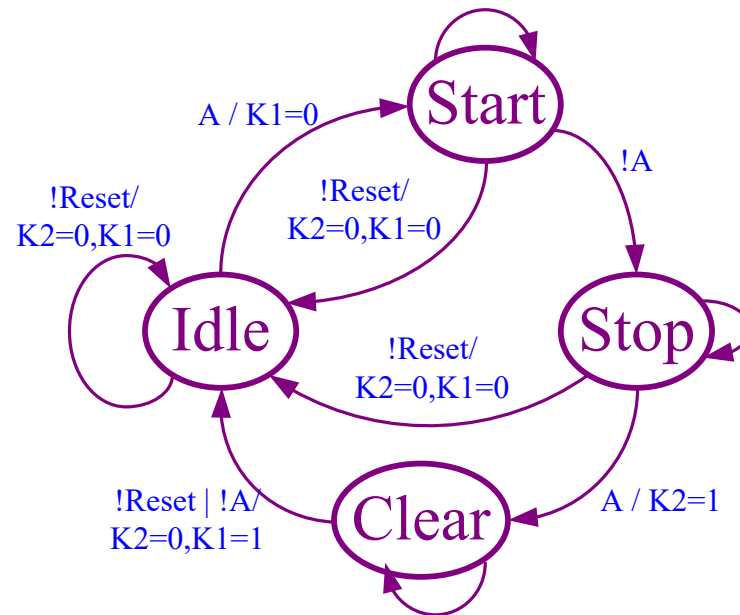 Start
A / K1=0
!A
!Reset/
K2=0,K1=0
!Reset/
K2=0,K1=0
Idle
Stop
!Reset/
K2=0,K1=0
!Reset | !A/
K2=0,K1=1
Clear
A / K2=1